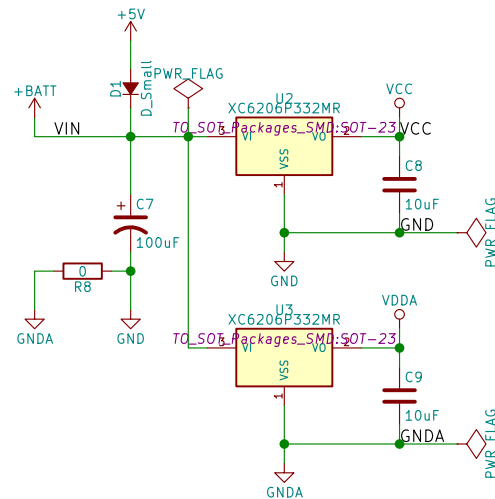 +5V
D1
D_Small
PWR_FLAG
+BATT
VIN
U2
XC6206P332MR
TO_SOT_Packages_SMD:SOT-23
3
VI
VO
2
VSS
1
VCC
VCC
C8
10uF
GND
PWR_FLAG
GND
+
C7
100uF
0
R8
GNDA
GND
U3
XC6206P332MR
TO_SOT_Packages_SMD:SOT-23
3
VI
VO
2
VSS
1
VDDA
C9
10uF
GNDA
PWR_FLAG
GNDA